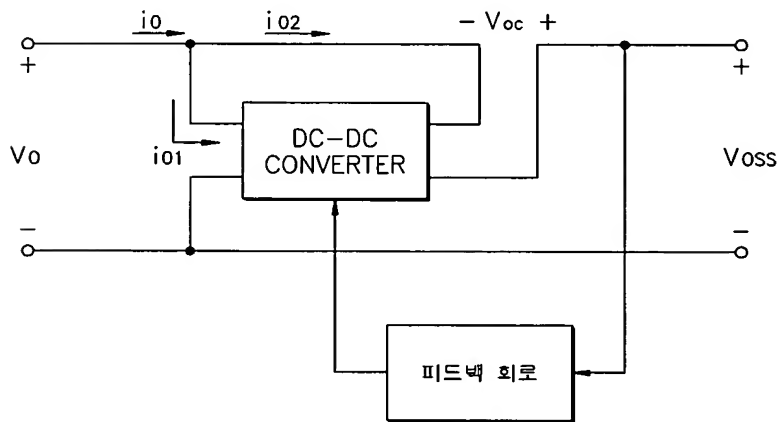 io
io2
- Voc +
+
+
io1
DC-DC
CONVERTER
Vo
Voss
-
-
피드백 회로